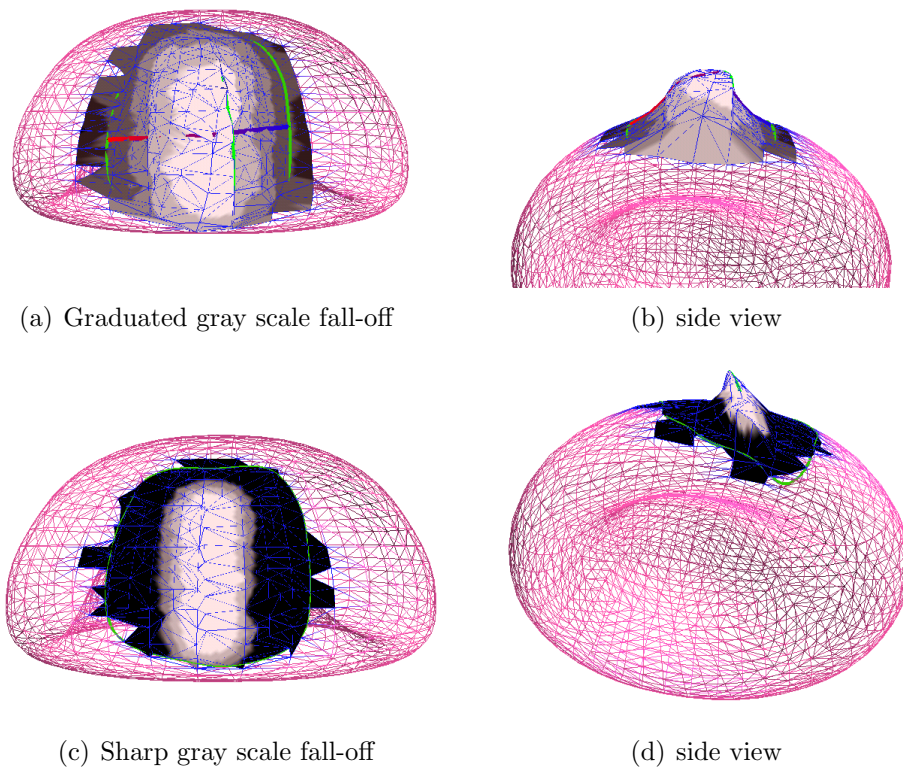 (a) Graduated gray scale fall-off
(b) side view
(c) Sharp gray scale fall-off
(d) side view